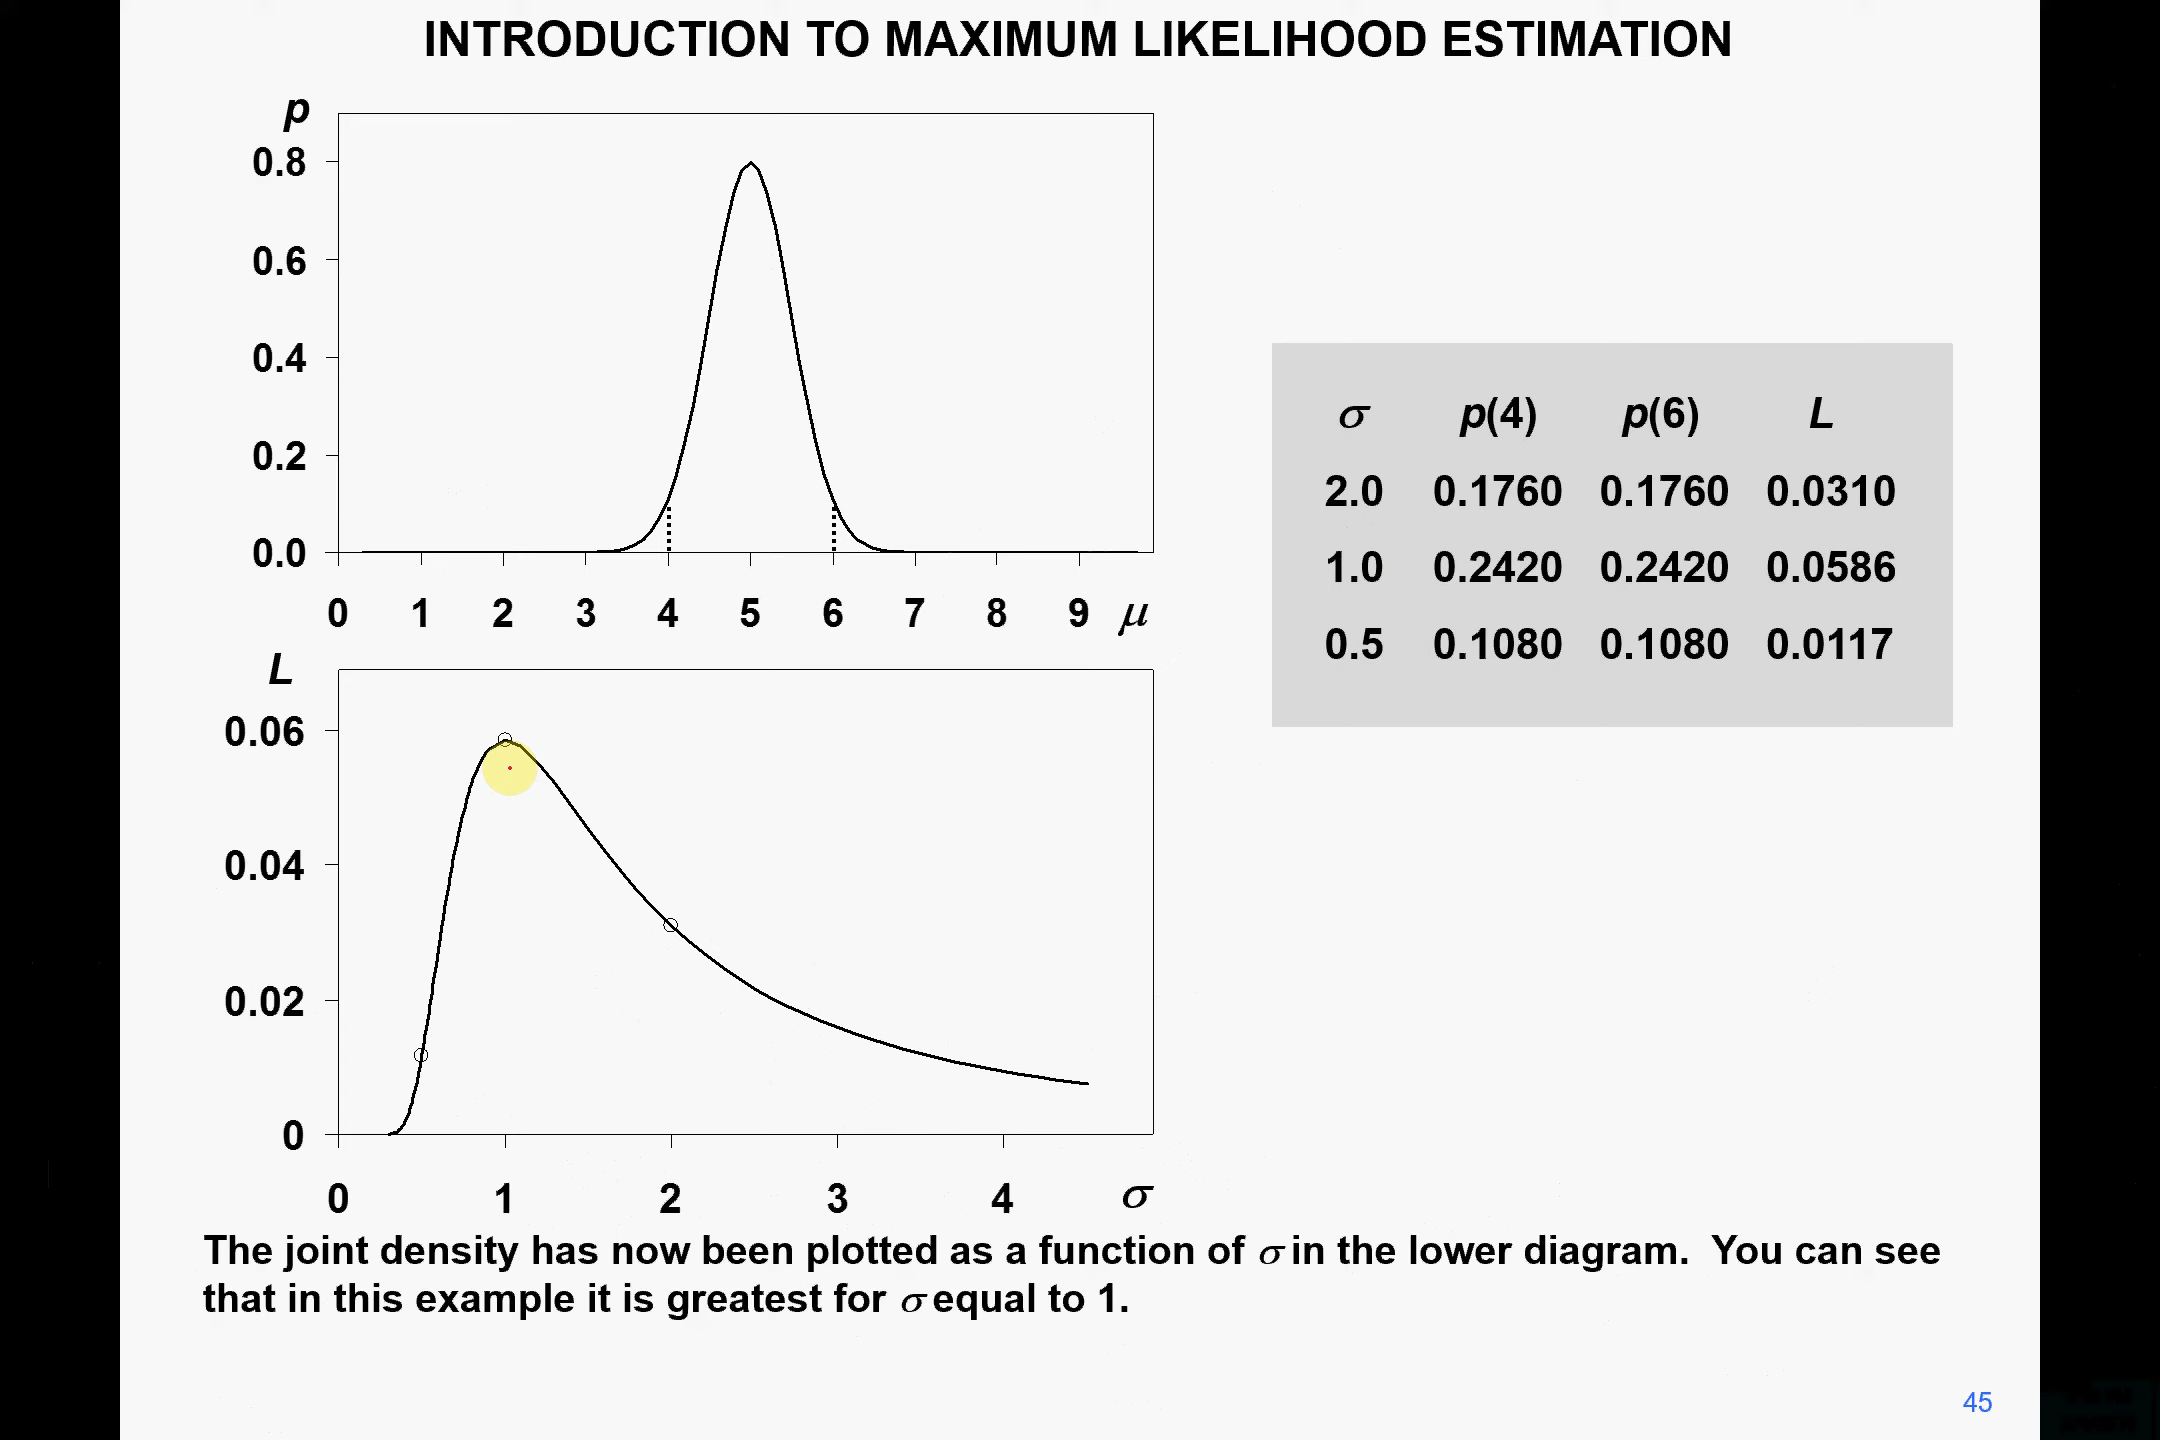 INTRODUCTION TO MAXIMUM LIKELIHOOD ESTIMATION
p
0.8
0.6
0.4
0.2
0.0
0 1 2 3 4 5 6 7 8 9 μ
L
0.06
0.04
0.02
0
0 1 2 3 4 σ
σ p(4) p(6) L
2.0 0.1760 0.1760 0.0310
1.0 0.2420 0.2420 0.0586
0.5 0.1080 0.1080 0.0117
The joint density has now been plotted as a function of σ in the lower diagram. You can see
that in this example it is greatest for σ equal to 1.
45